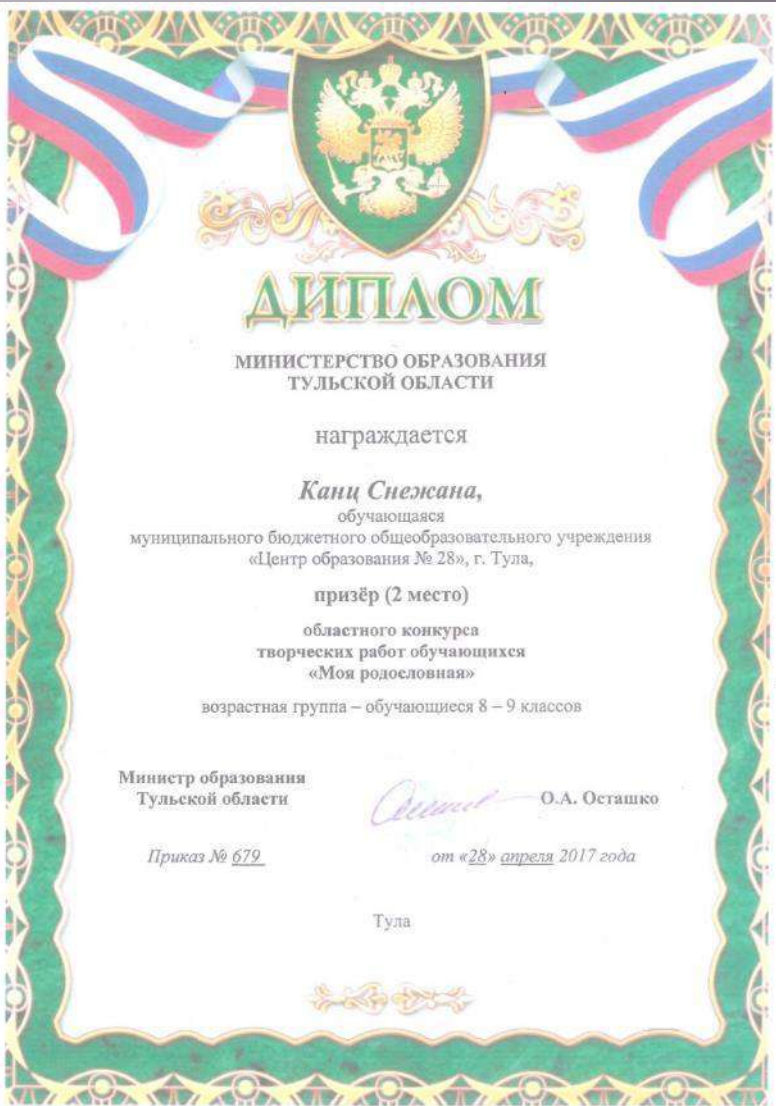 ДИПЛОМ
МИНИСТЕРСТВО ОБРАЗОВАНИЯ
ТУЛЬСКОЙ ОБЛАСТИ
награждается
Канц Снежана,
обучающаяся
муниципального бюджетного общеобразовательного учреждения
«Центр образования № 28», г. Тула,
призёр (2 место)
областного конкурса
творческих работ обучающихся
«Моя родословная»
возрастная группа – обучающиеся 8 – 9 классов
Министр образования
Тульской области
О.А. Осташко
Приказ № 679 от «28» апреля 2017 года
Тула